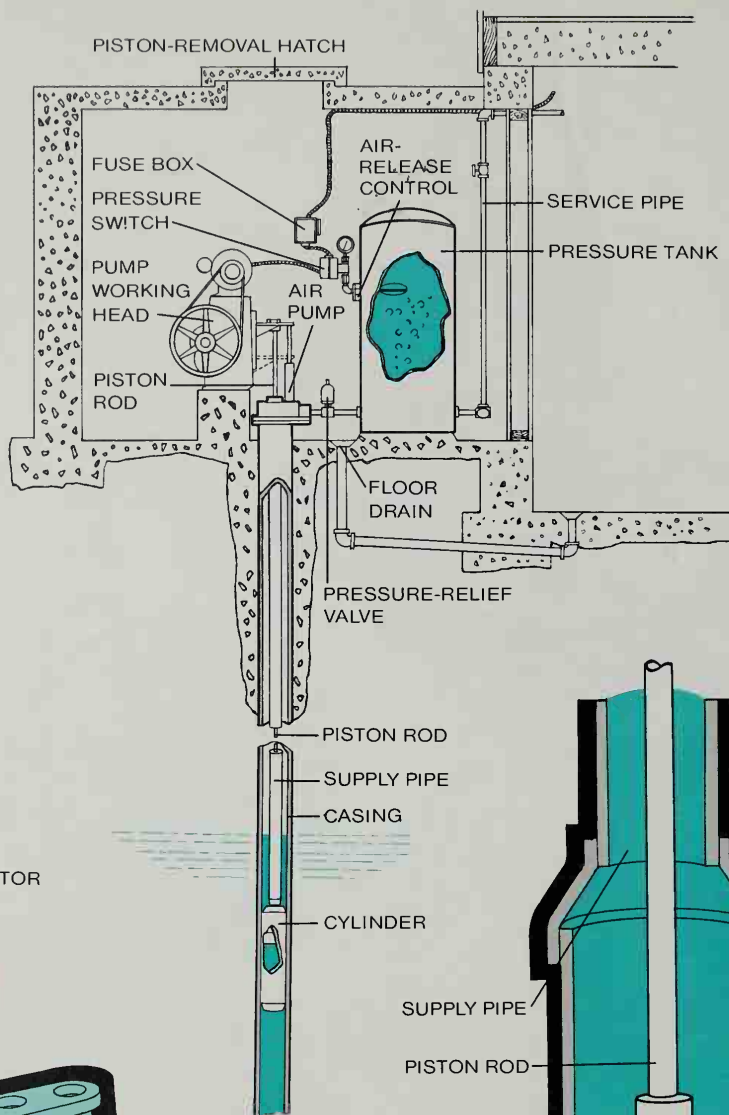 PISTON-REMOVAL HATCH
FUSE BOX
PRESSURE
SWITCH
PUMP
WORKING
HEAD
PISTON
ROD
AIR
PUMP
AIR-
RELEASE
CONTROL
SERVICE PIPE
PRESSURE TANK
FLOOR
DRAIN
PRESSURE-RELIEF
VALVE
PISTON ROD
SUPPLY PIPE
CASING
TOR
CYLINDER
SUPPLY PIPE
PISTON ROD